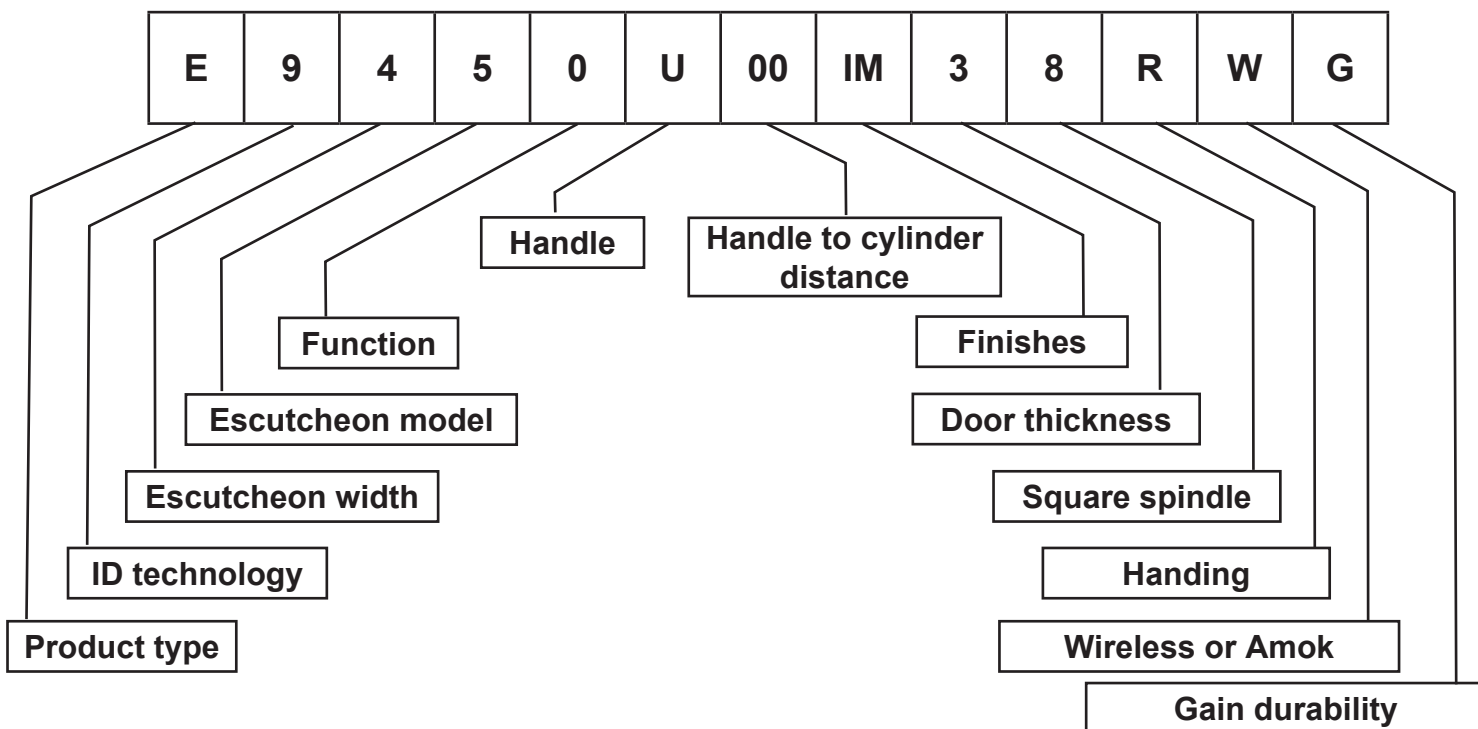 E 9 4 5 0 U 00 IM 3 8 R W G
Handle
Handle to cylinder
distance
Function
Finishes
Escutcheon model
Door thickness
Escutcheon width
Square spindle
ID technology
Handing
Product type
Wireless or Amok
Gain durability